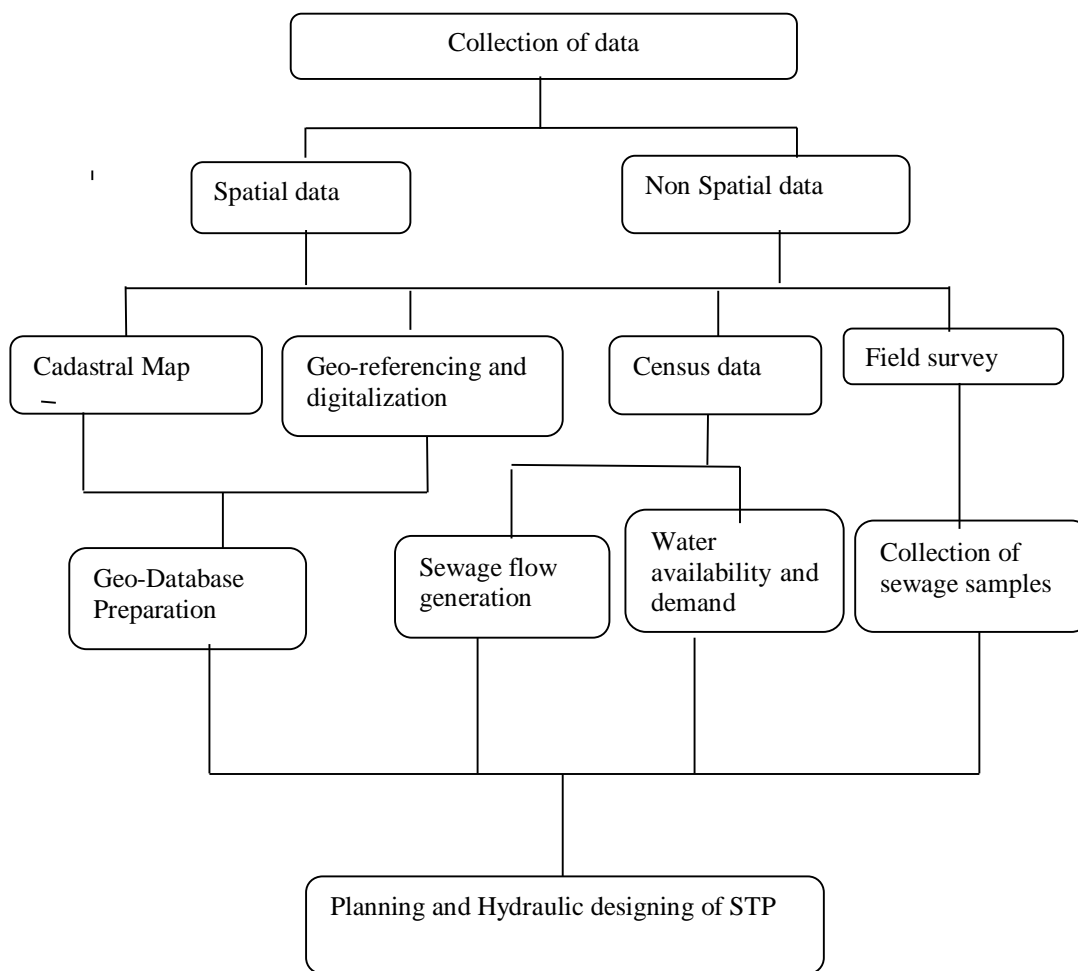 Collection of data
Spatial data
Non Spatial data
Cadastral Map
Geo-referencing and
digitalization
Census data
Field survey
Geo-Database
Preparation
Sewage flow
generation
Water
availability and
demand
Collection of
sewage samples
Planning and Hydraulic designing of STP